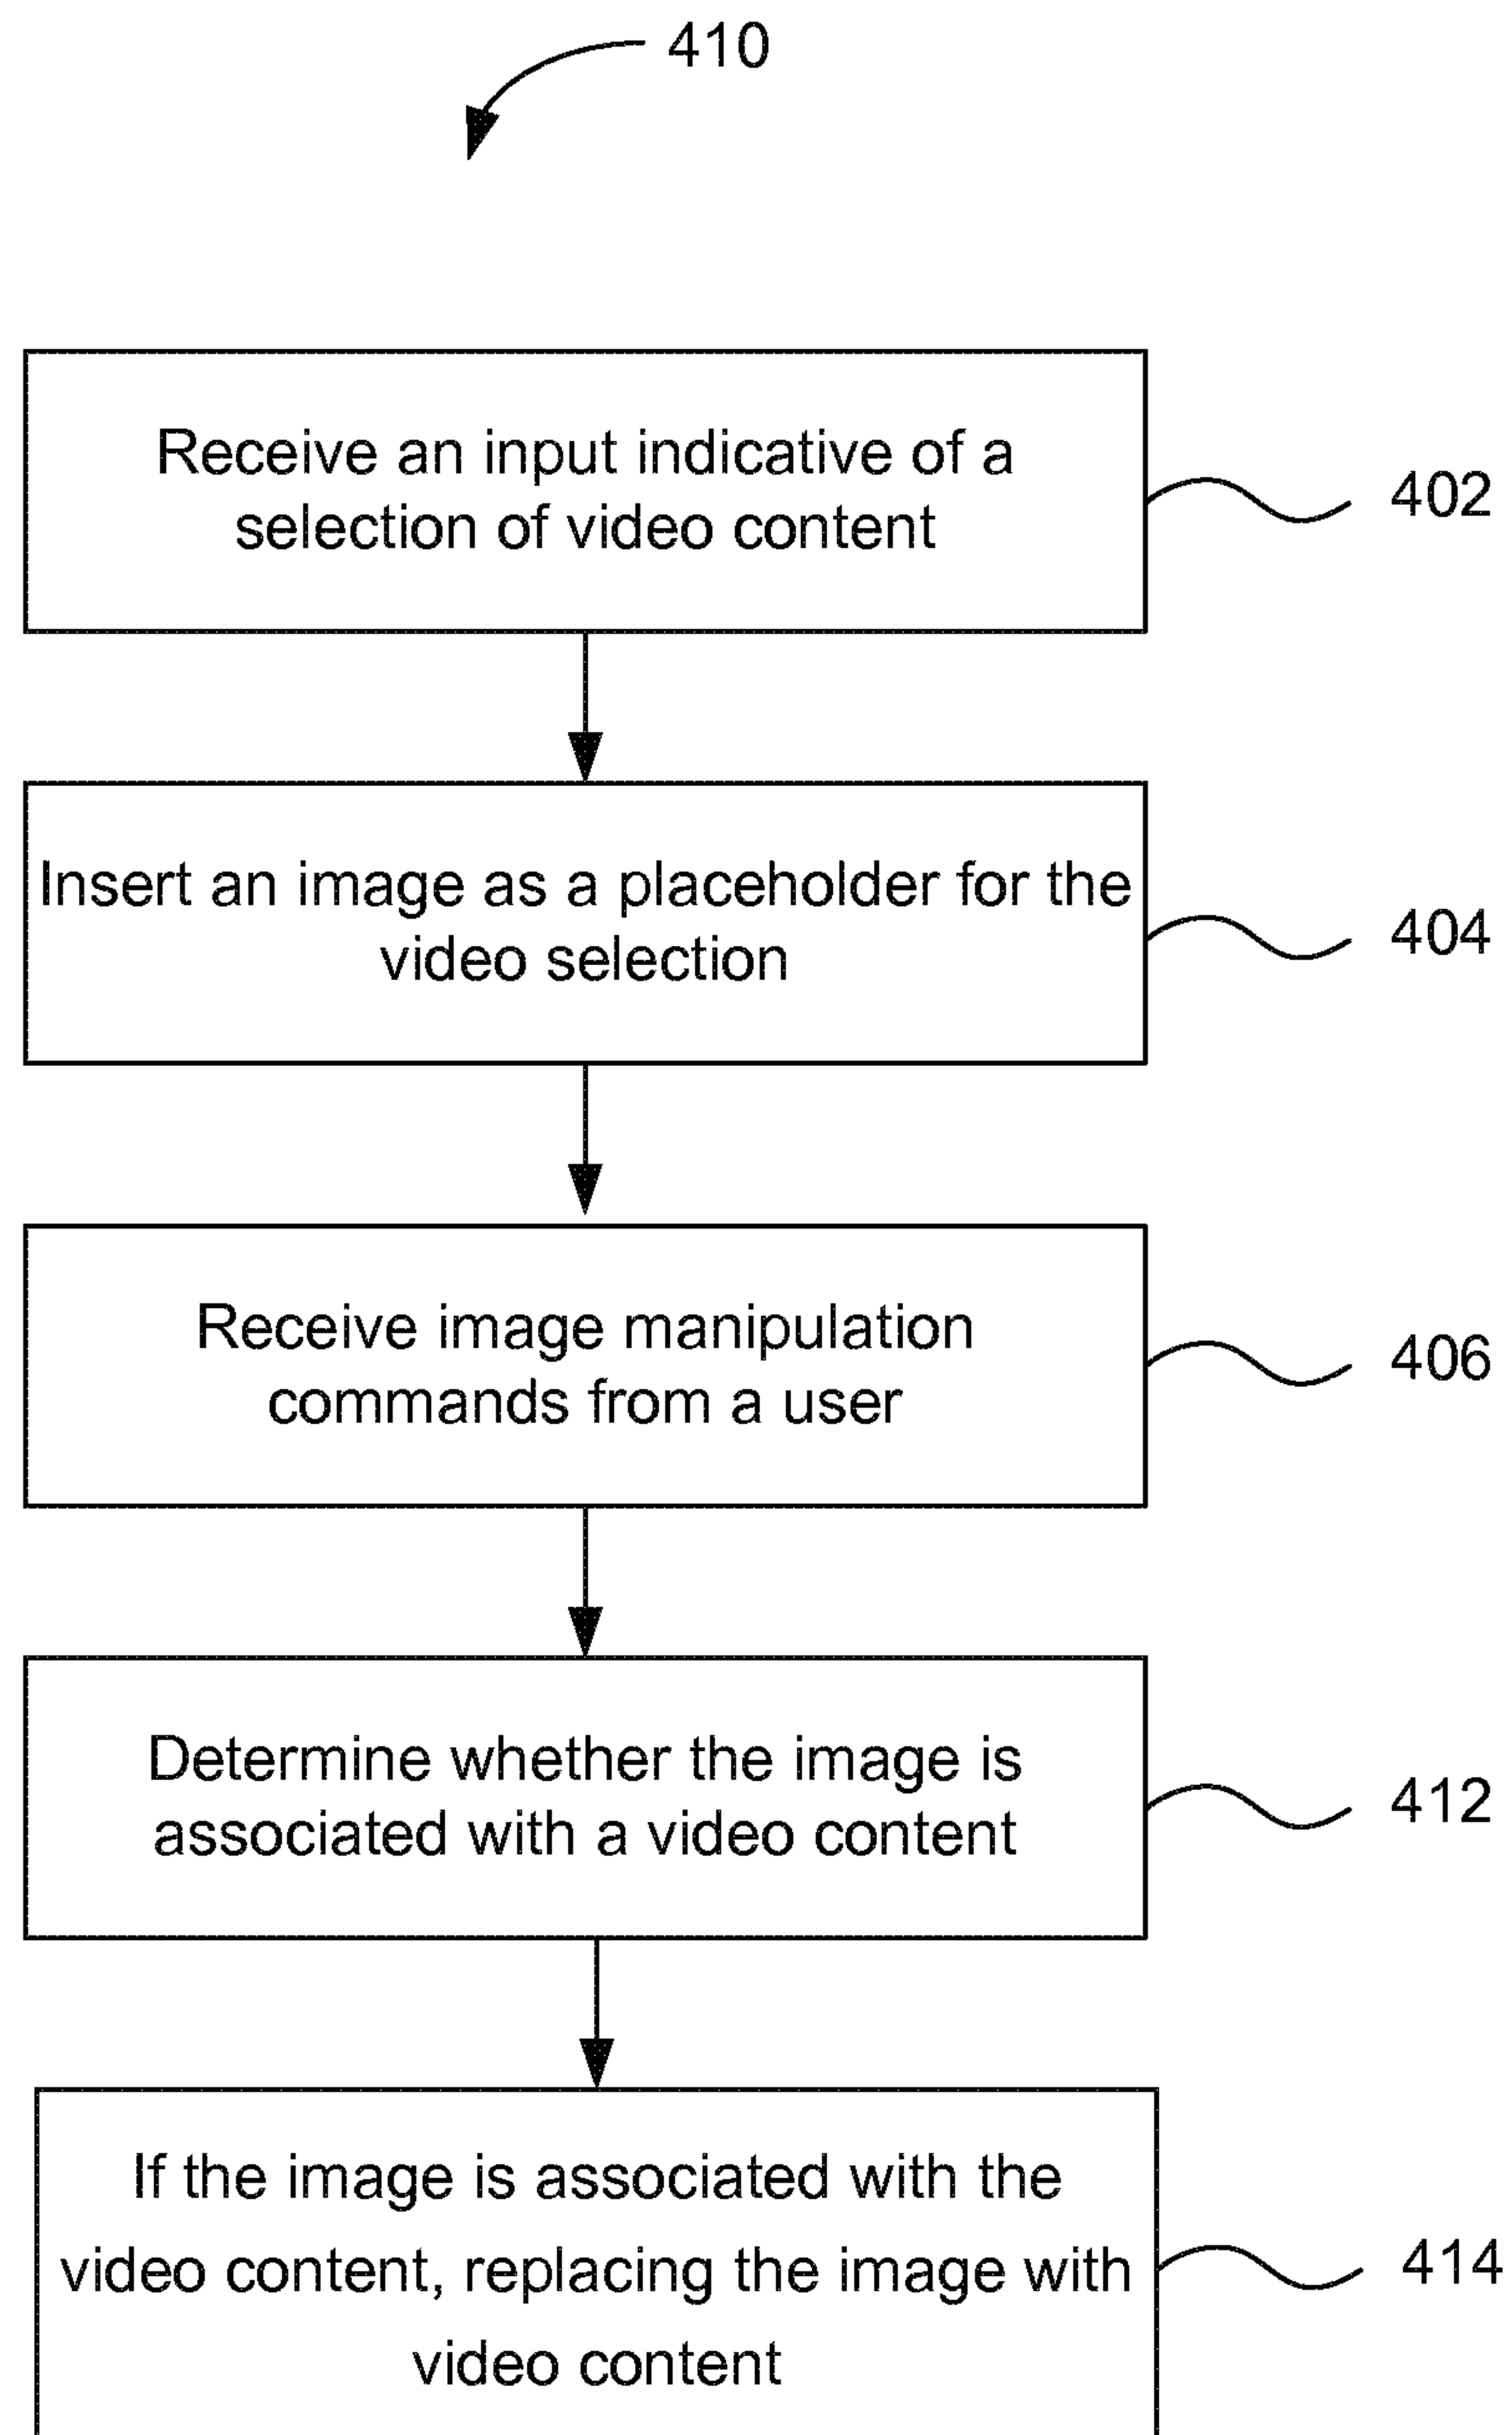 410
Receive an input indicative of a
selection of video content
402
Insert an image as a placeholder for the
video selection
404
Receive image manipulation
commands from a user
406
Determine whether the image is
associated with a video content
412
If the image is associated with the
video content, replacing the image with
video content
414